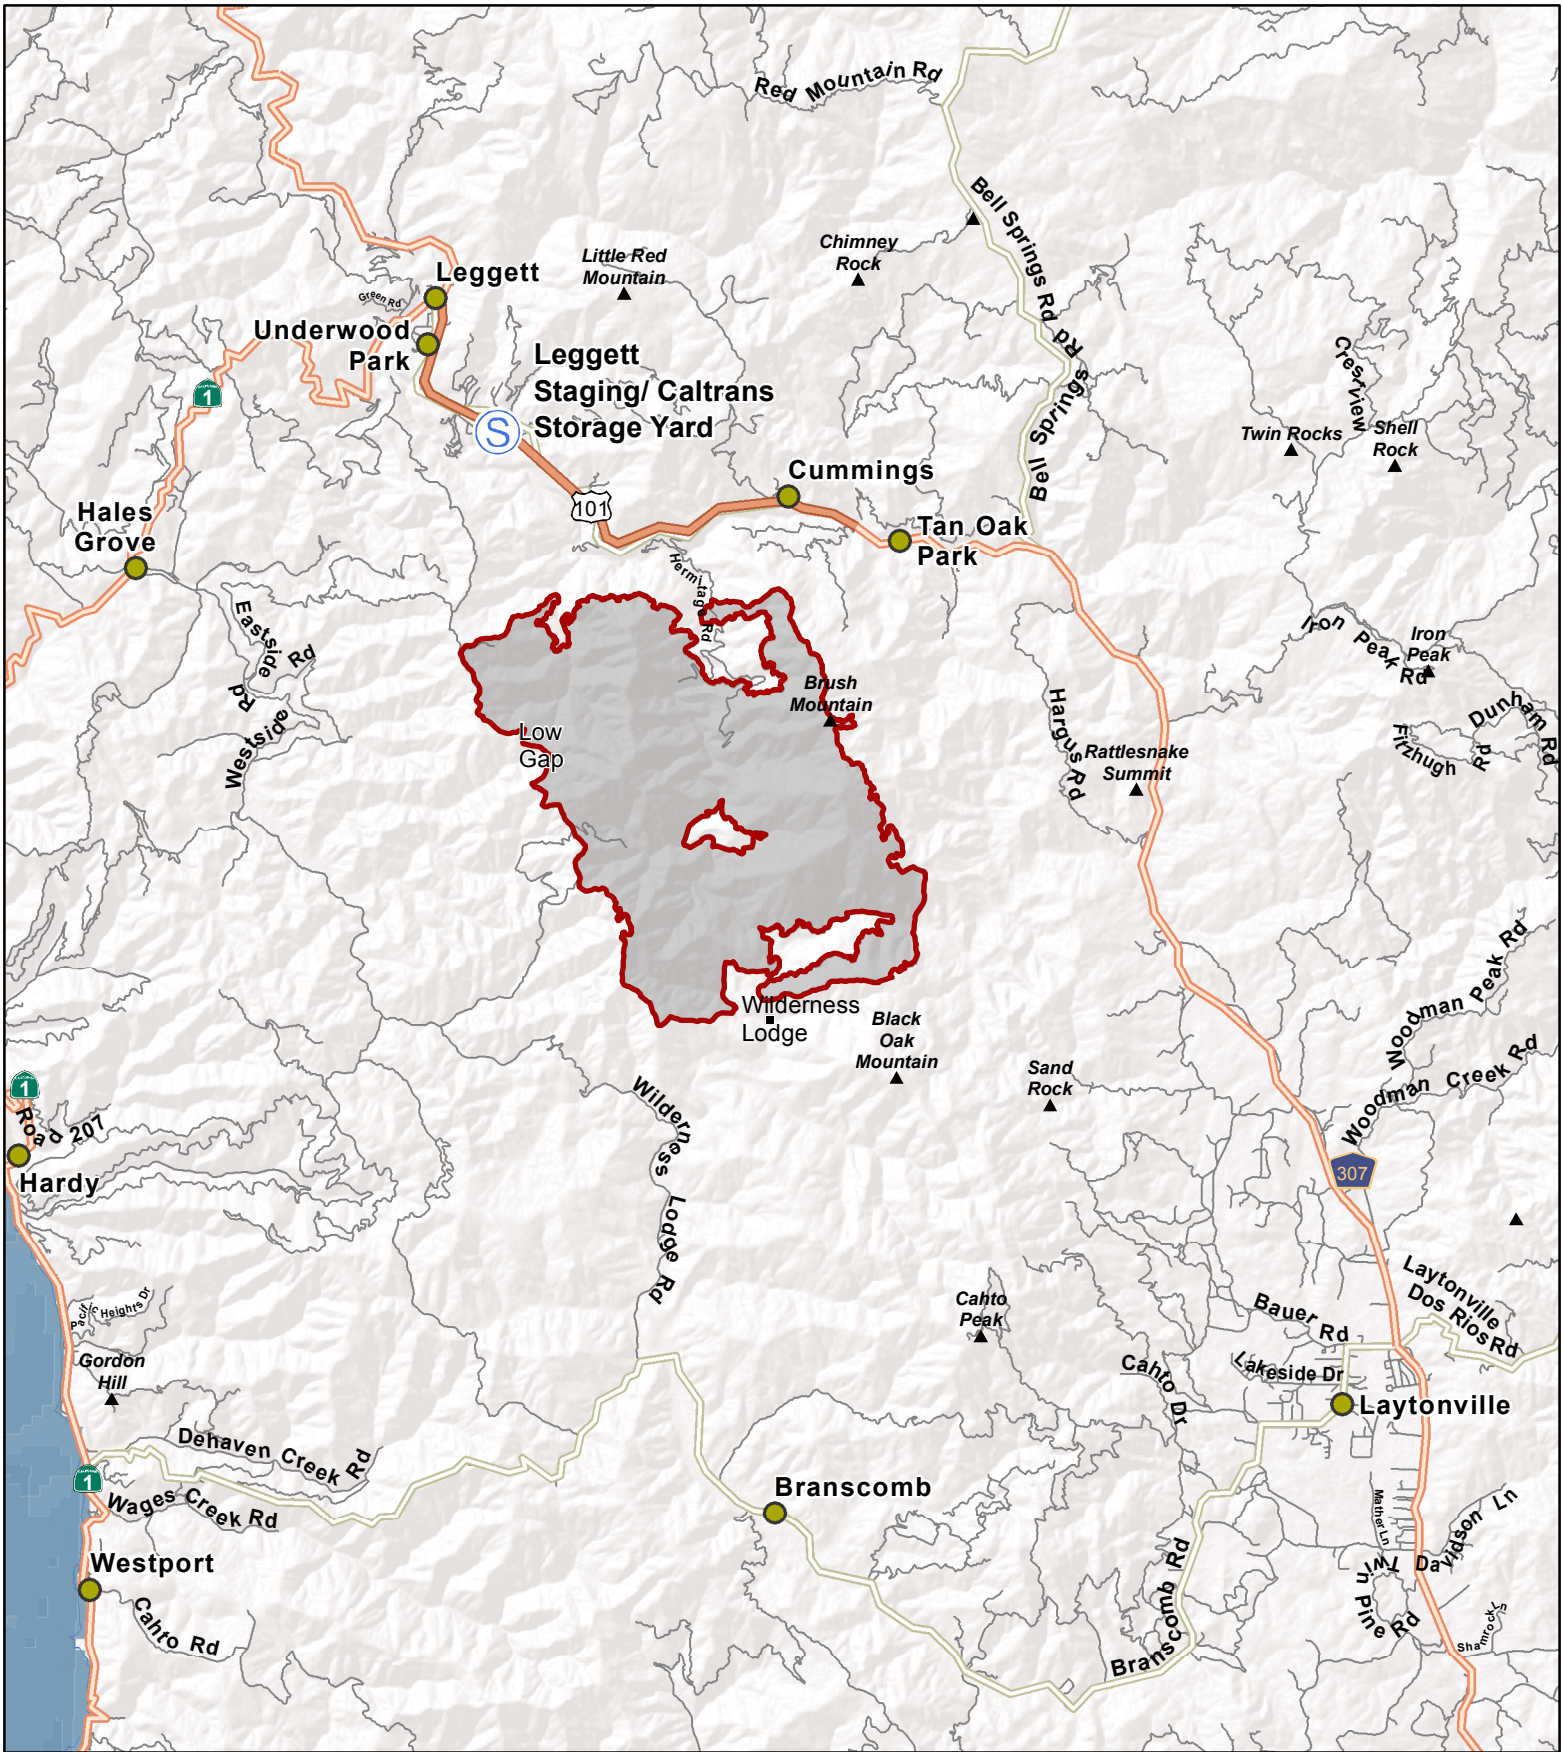 Red Mountain Rd
Bell Springs Rd
Chimney
Rock
Little Red
Mountain
Leggett
Green Rd
Underwood
Park
Leggett
Staging/ Caltrans
Storage Yard
S
1
Bell Springs Rd
Crestview
Twin Rocks
Shell
Rock
Cummings
101
Tan Oak
Park
Hales
Grove
Hermitage Rd
Eastside Rd
Westside Rd
Iron Peak Rd
Iron
Peak
Brush
Mountain
Low
Gap
Hargus Rd
Rattlesnake
Summit
Dunham Rd
Fitzhugh Rd
Woodman Peak Rd
Wilderness
Lodge
Black
Oak
Mountain
Sand
Rock
Woodman Creek Rd
1
Road 207
Hardy
Wilderness Lodge Rd
307
Pacific Heights Dr
Gordon
Hill
Cahto
Peak
Bauer Rd
Laytonville
Dos Rios Rd
Lakeside Dr
Cahto Dr
Laytonville
Dehaven Creek Rd
1
Wages Creek Rd
Branscomb
Mather Ln
Davidson Ln
Twin Pine Rd
Westport
Cahto Rd
Branscomb Rd
Shamrock